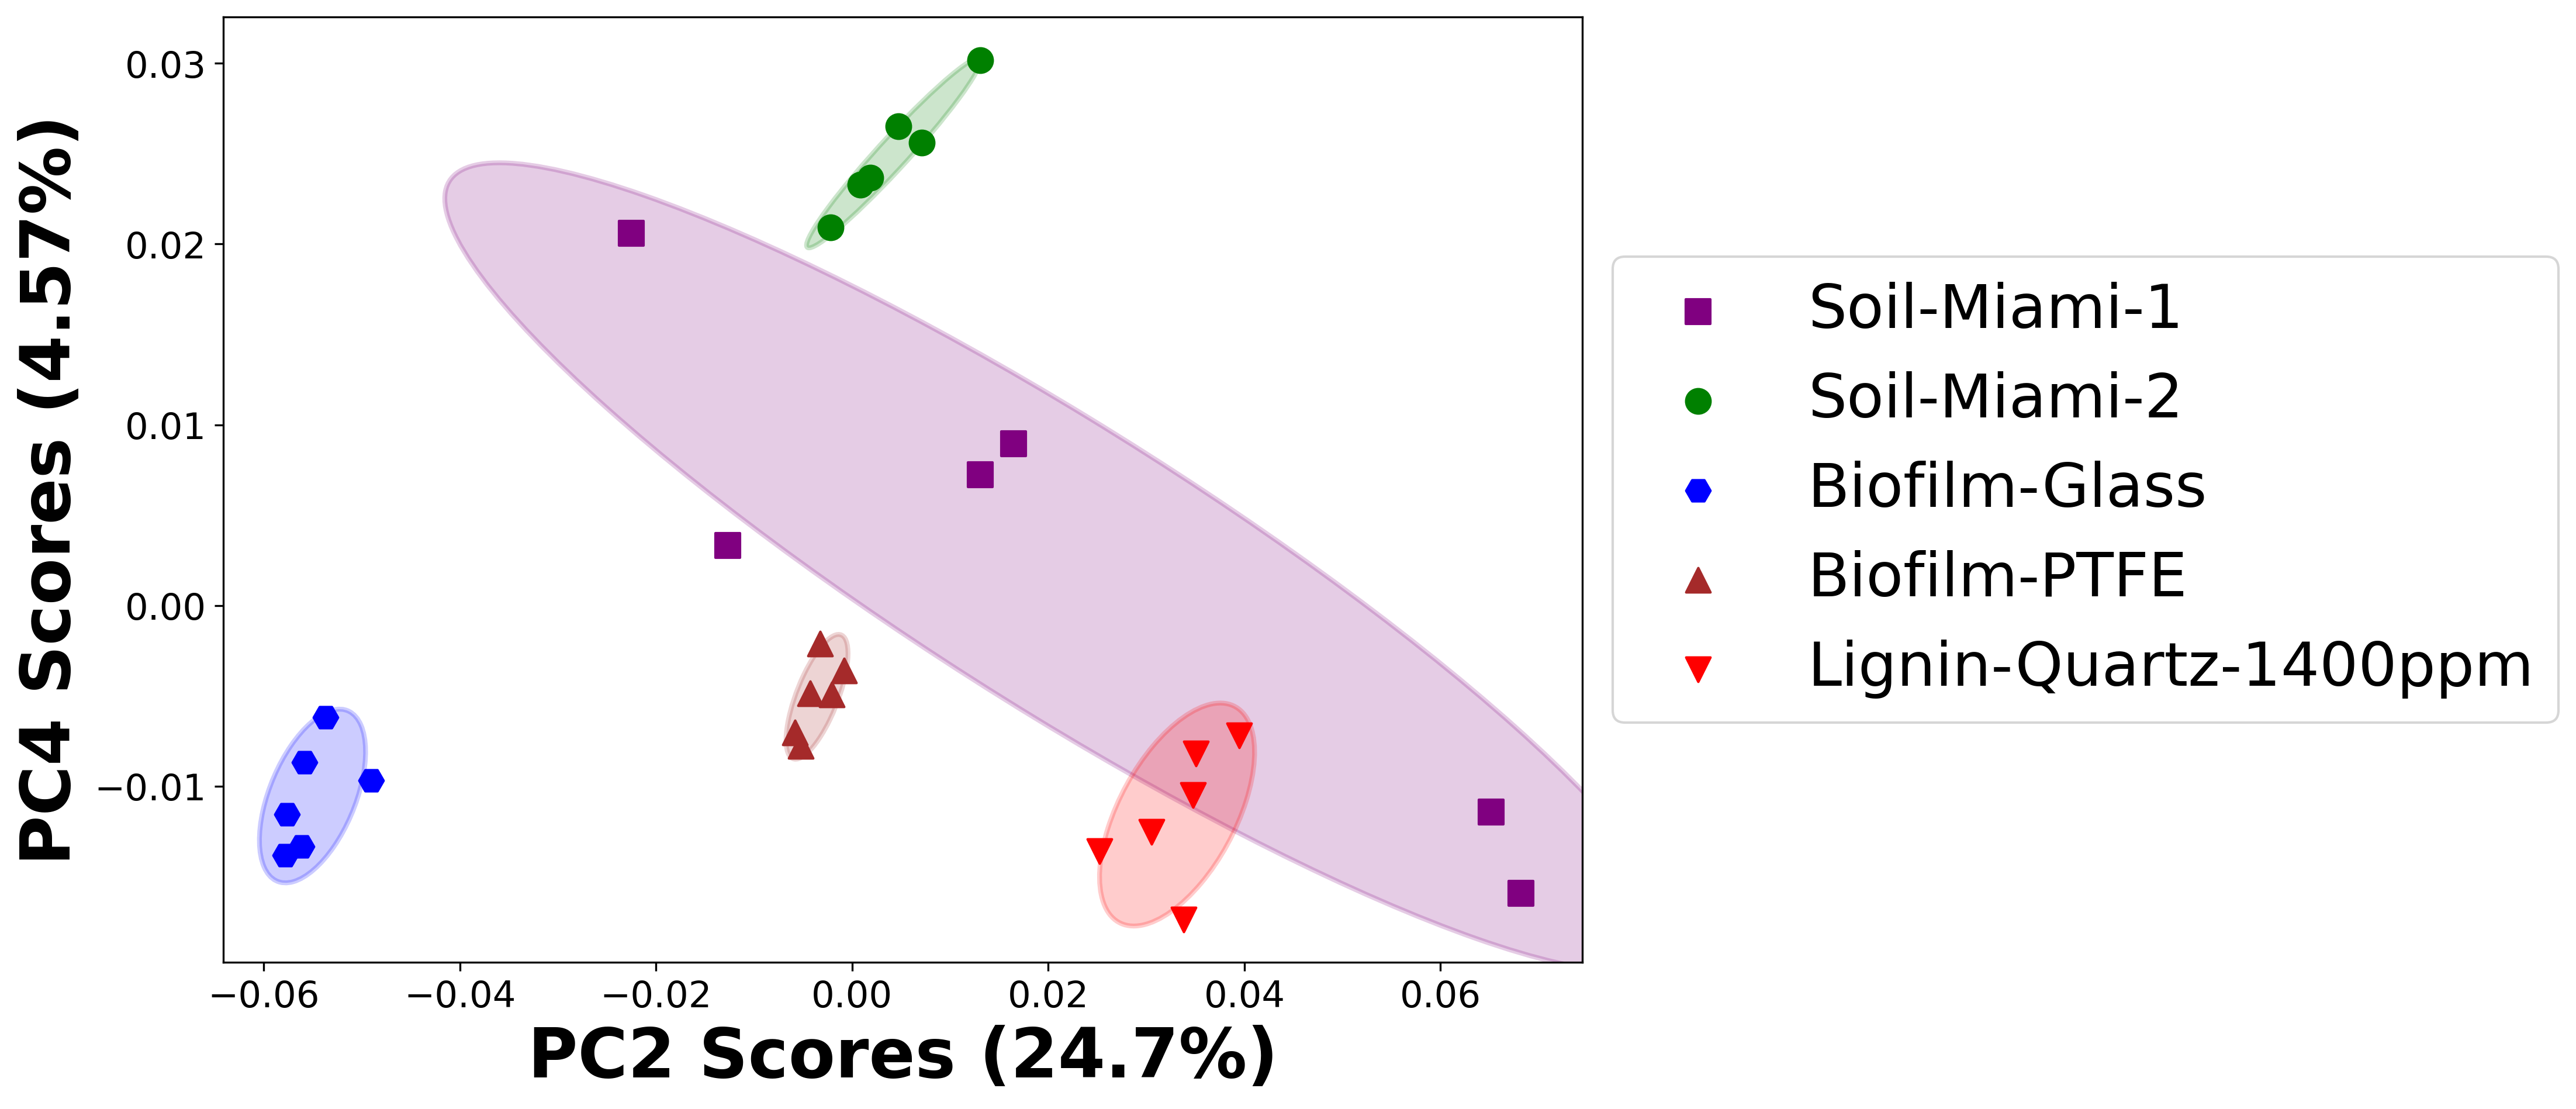 PC4 Scores (4.57%)
0.03
0.02
0.01
0.00
−0.01
−0.06 −0.04 −0.02 0.00 0.02 0.04 0.06
PC2 Scores (24.7%)
Soil-Miami-1
Soil-Miami-2
Biofilm-Glass
Biofilm-PTFE
Lignin-Quartz-1400ppm